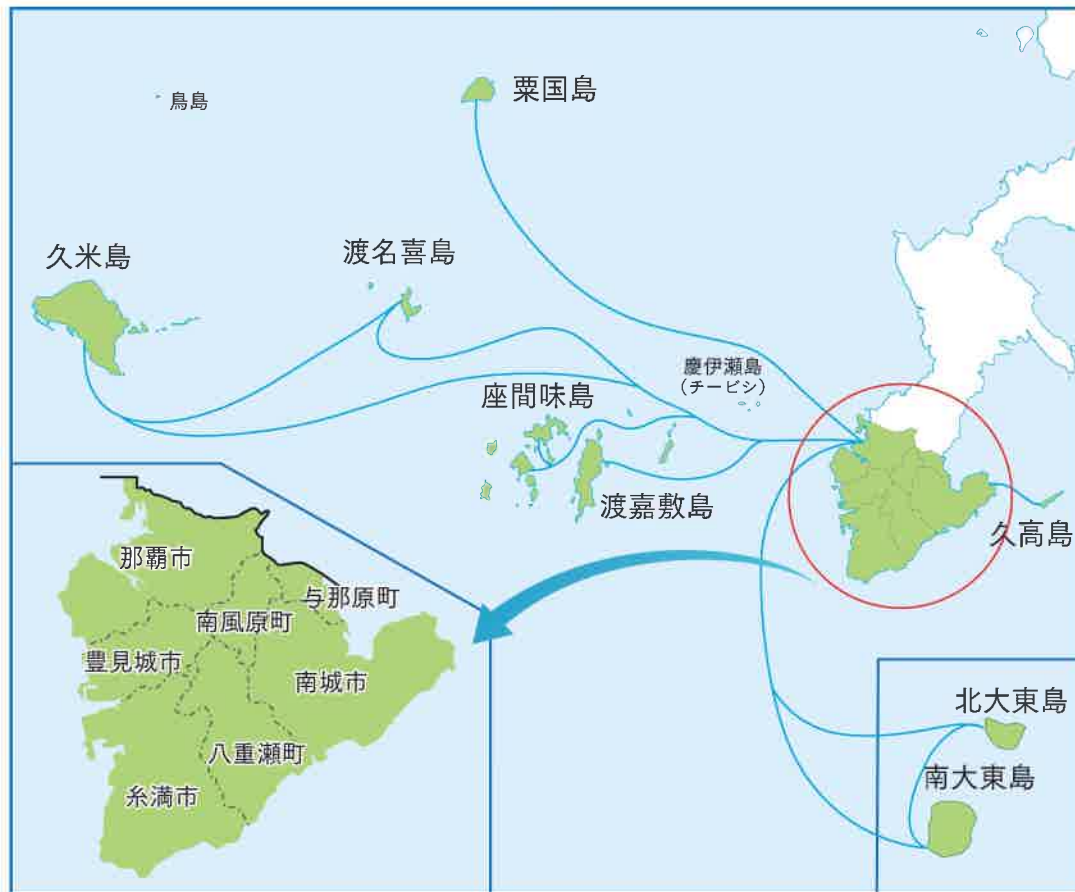 粟国島
鳥島
久米島
渡名喜島
慶伊瀬島
（チービシ）
座間味島
渡嘉敷島
久高島
那覇市
与那原町
南風原町
豊見城市
南城市
八重瀬町
糸満市
北大東島
南大東島